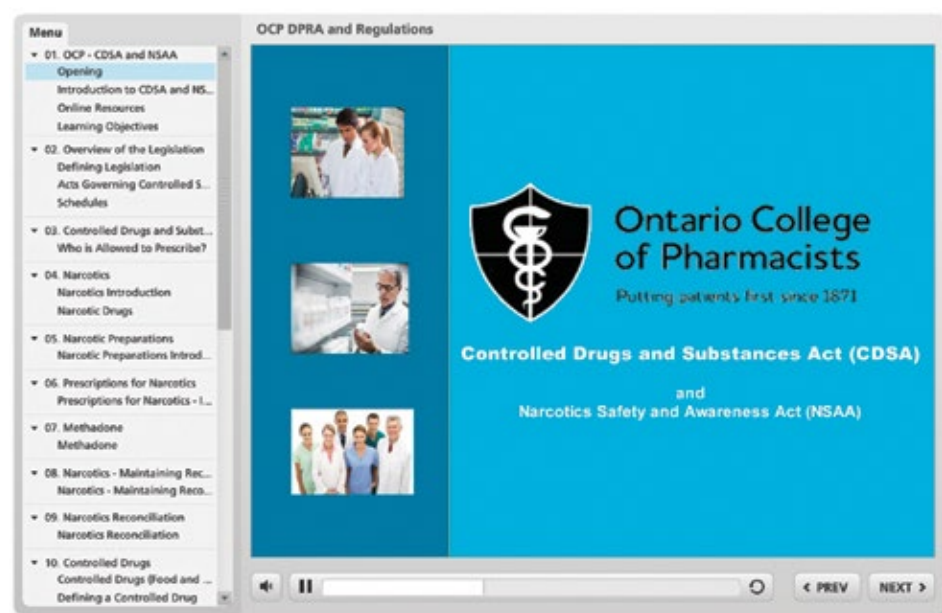 Menu
01. OCP - CDSA and NSAA
Opening
Introduction to CDSA and NS...
Online Resources
Learning Objectives
02. Overview of the Legislation
Defining Legislation
Acts Governing Controlled S...
Schedules
03. Controlled Drugs and Subst...
Who is Allowed to Prescribe?
04. Narcotics
Narcotics Introduction
Narcotic Drugs
05. Narcotic Preparations
Narcotic Preparations Introd...
06. Prescriptions for Narcotics
Prescriptions for Narcotics - I...
07. Methadone
Methadone
08. Narcotics - Maintaining Rec...
Narcotics - Maintaining Reco...
09. Narcotics Reconciliation
Narcotics Reconciliation
10. Controlled Drugs
Controlled Drugs (Food and ...
Defining a Controlled Drug
OCP DPRA and Regulations
Ontario College
of Pharmacists
Putting patients first since 1871
Controlled Drugs and Substances Act (CDSA)
and
Narcotics Safety and Awareness Act (NSAA)
< PREV
NEXT >